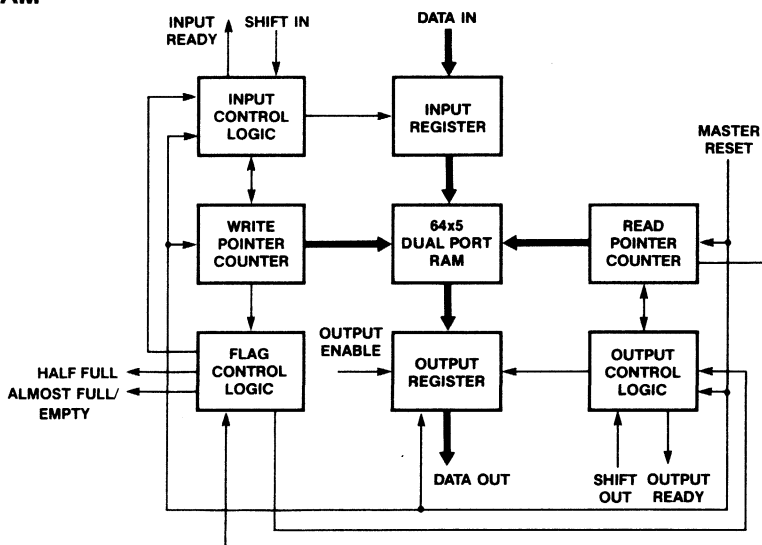 INPUT
READY
SHIFT IN
DATA IN
INPUT
CONTROL
LOGIC
INPUT
REGISTER
MASTER
RESET
WRITE
POINTER
COUNTER
64x5
DUAL PORT
RAM
READ
POINTER
COUNTER
HALF FULL
ALMOST FULL/
EMPTY
FLAG
CONTROL
LOGIC
OUTPUT
ENABLE
OUTPUT
REGISTER
OUTPUT
CONTROL
LOGIC
DATA OUT
SHIFT
OUT
OUTPUT
READY